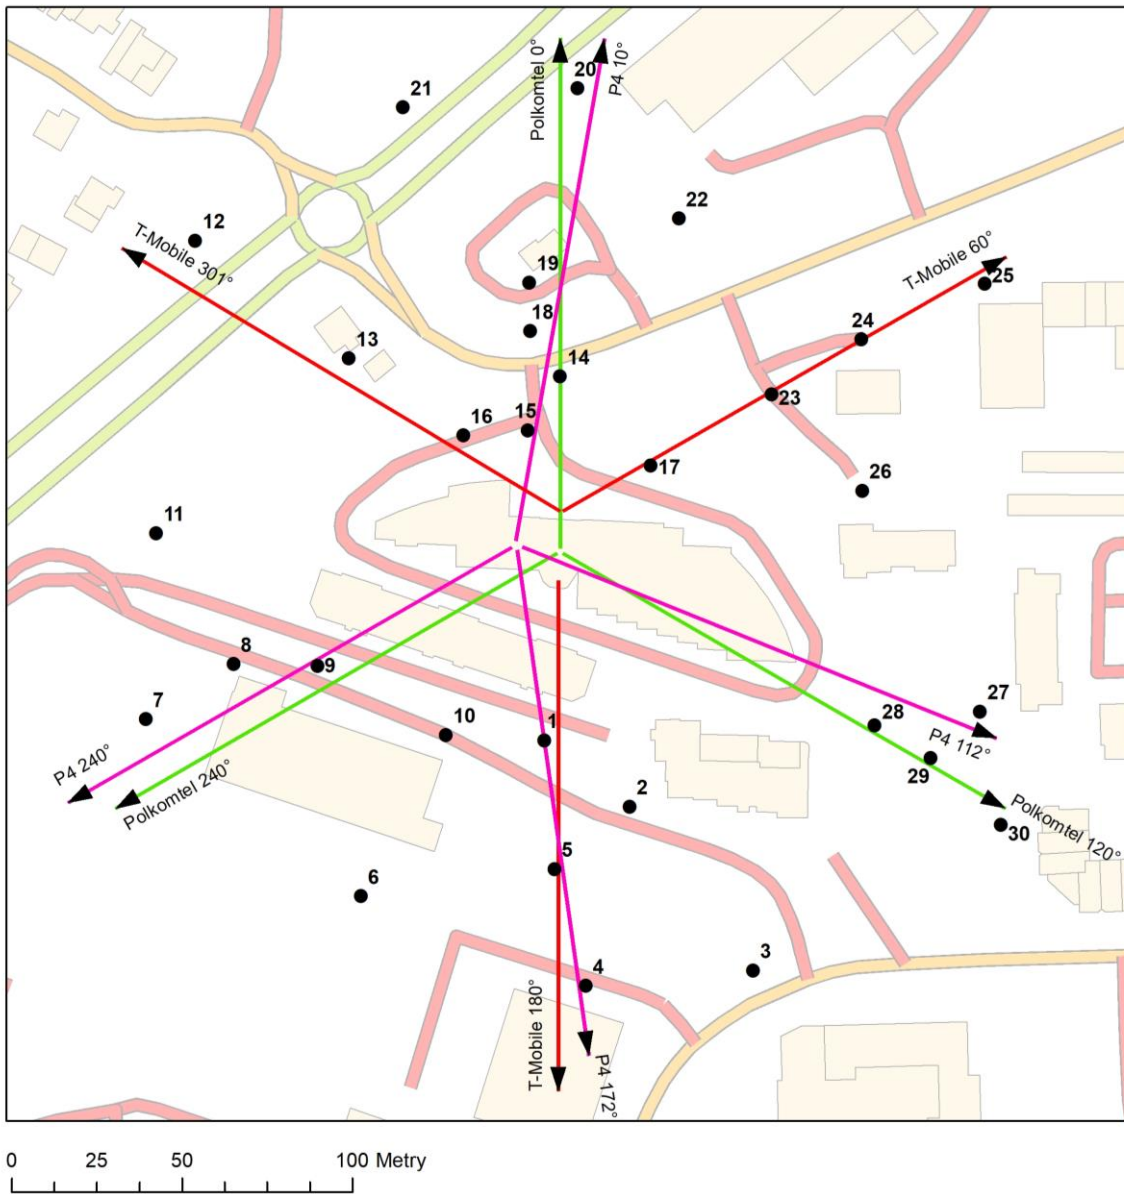 Polkomtel 0°
20
P4 10°
21
22
12
T-Mobile 301°
19
T-Mobile 60°
25
18
24
13
14
23
16
15
17
26
11
8
9
7
27
28
1
P4 112°
10
P4 240°
Polkomtel 240°
29
2
Polkomtel 120°
30
5
6
3
4
T-Mobile 180°
P4 172°
0 25 50 100 Metry